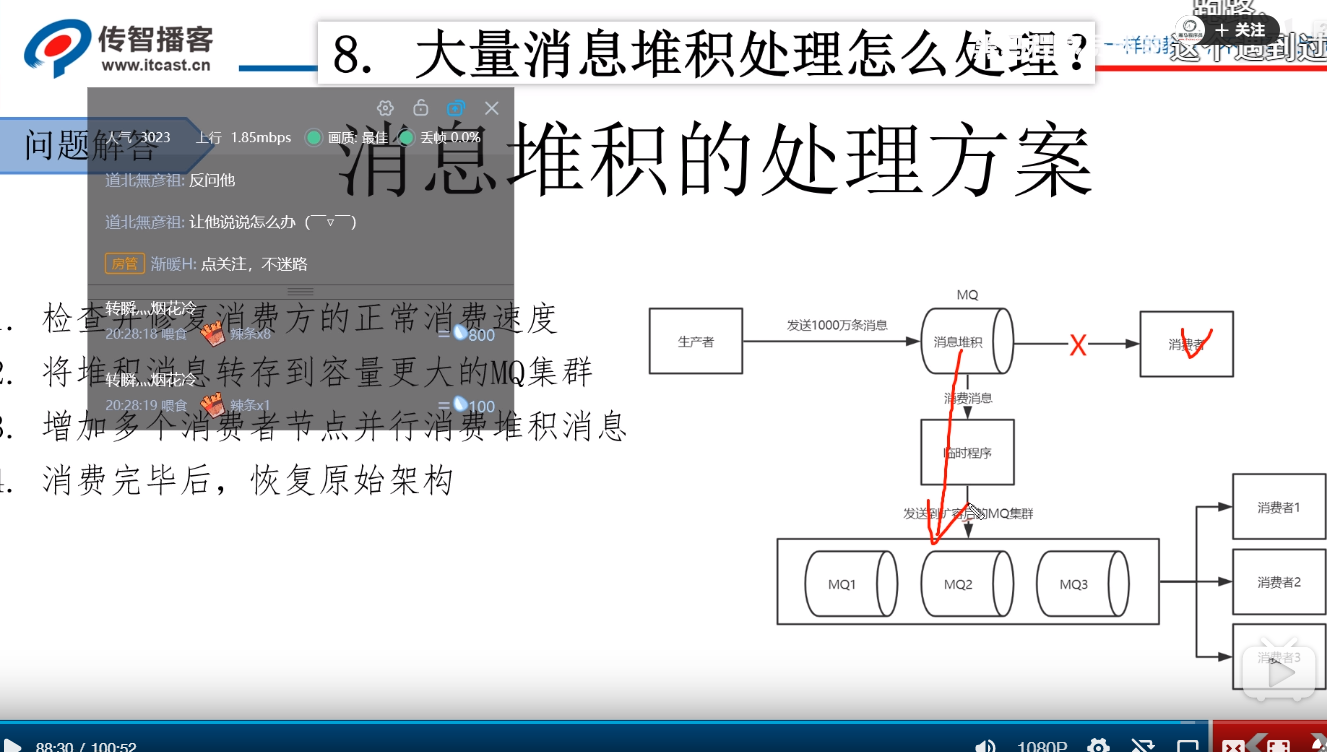 传智播客
www.itcast.cn
8. 大量消息堆积处理怎么处理?
+ 关注
这个遇到过
问题解答
人气 3023 上行 1.85mbps 画质: 最佳 丢帧 0.0%
消息堆积的处理方案
道北無彦祖: 反问他
道北無彦祖: 让他说说怎么办 (￣▽￣)
房管 渐暖H: 点关注，不迷路
转瞬灬烟花冷
20:28:18 喂食 辣条x8 = 800
转瞬灬烟花冷
20:28:19 喂食 辣条x1 = 100
1. 检查并修复消费方的正常消费速度
2. 将堆积消息转存到容量更大的MQ集群
3. 增加多个消费者节点并行消费堆积消息
4. 消费完毕后，恢复原始架构
MQ
生产者
发送1000万条消息
消息堆积
X
消费者
消费消息
临时程序
发送到扩容后的MQ集群
MQ1
MQ2
MQ3
消费者1
消费者2
消费者3
88:30 / 100:52
1080P